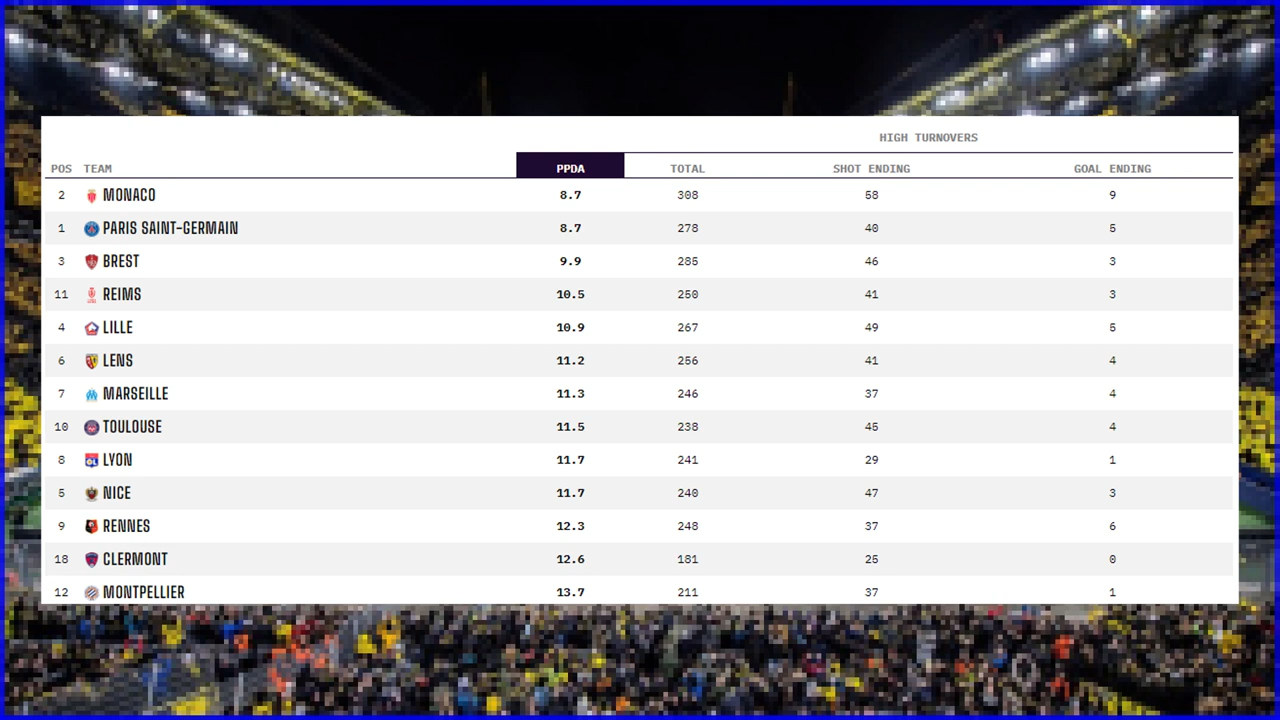 HIGH TURNOVERS
POS TEAM PPDA TOTAL SHOT ENDING GOAL ENDING
2 MONACO 8.7 308 58 9
1 PARIS SAINT-GERMAIN 8.7 278 40 5
3 BREST 9.9 285 46 3
11 REIMS 10.5 250 41 3
4 LILLE 10.9 267 49 5
6 LENS 11.2 256 41 4
7 MARSEILLE 11.3 246 37 4
10 TOULOUSE 11.5 238 45 4
8 LYON 11.7 241 29 1
5 NICE 11.7 240 47 3
9 RENNES 12.3 248 37 6
18 CLERMONT 12.6 181 25 0
12 MONTPELLIER 13.7 211 37 1